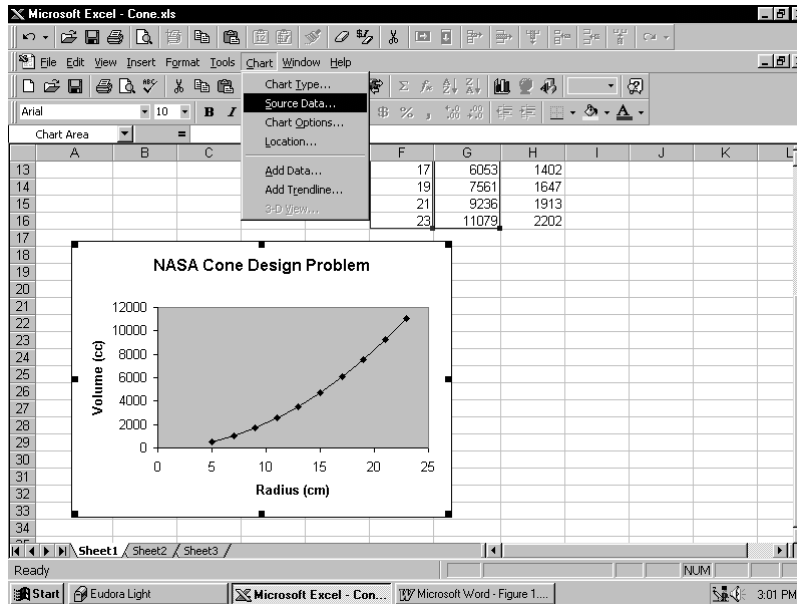 Microsoft Excel - Cone.xls
File Edit View Insert Format Tools Chart Window Help
Arial 10 B I
Chart Area =
Chart Type...
Source Data...
Chart Options...
Location...
Add Data...
Add Trendline...
3-D View...
A B C F G H I J K L
13 17 6053 1402
14 19 7561 1647
15 21 9236 1913
16 23 11079 2202
17
18
19
20
21
22
23
24
25
26
27
28
29
30
31
32
33
34
NASA Cone Design Problem
Volume (cc)
12000
10000
8000
6000
4000
2000
0
0 5 10 15 20 25
Radius (cm)
Sheet1 Sheet2 Sheet3
Ready NUM
Start Eudora Light Microsoft Excel - Con... Microsoft Word - Figure 1.... 3:01 PM